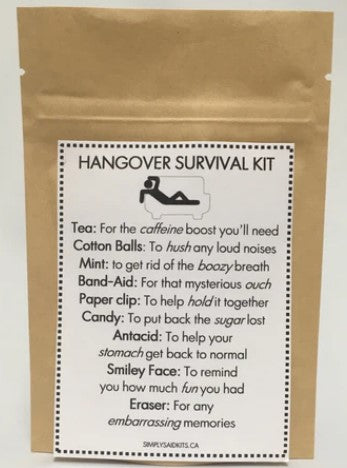 HANGOVER SURVIVAL KIT
Tea: For the caffeine boost you'll need
Cotton Balls: To hush any loud noises
Mint: to get rid of the boozy breath
Band-Aid: For that mysterious ouch
Paper clip: To help hold it together
Candy: To put back the sugar lost
Antacid: To help your
stomach get back to normal
Smiley Face: To remind
you how much fun you had
Eraser: For any
embarrassing memories
SIMPLYSAIDKITS.CA